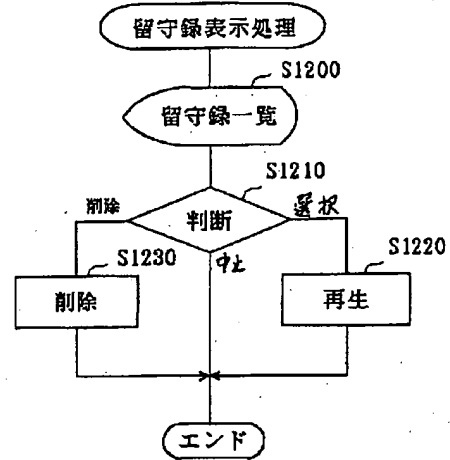 留守録表示処理
S1200
留守録一覧
S1210
削除
判断
選択
S1230
中止
S1220
削除
再生
エンド